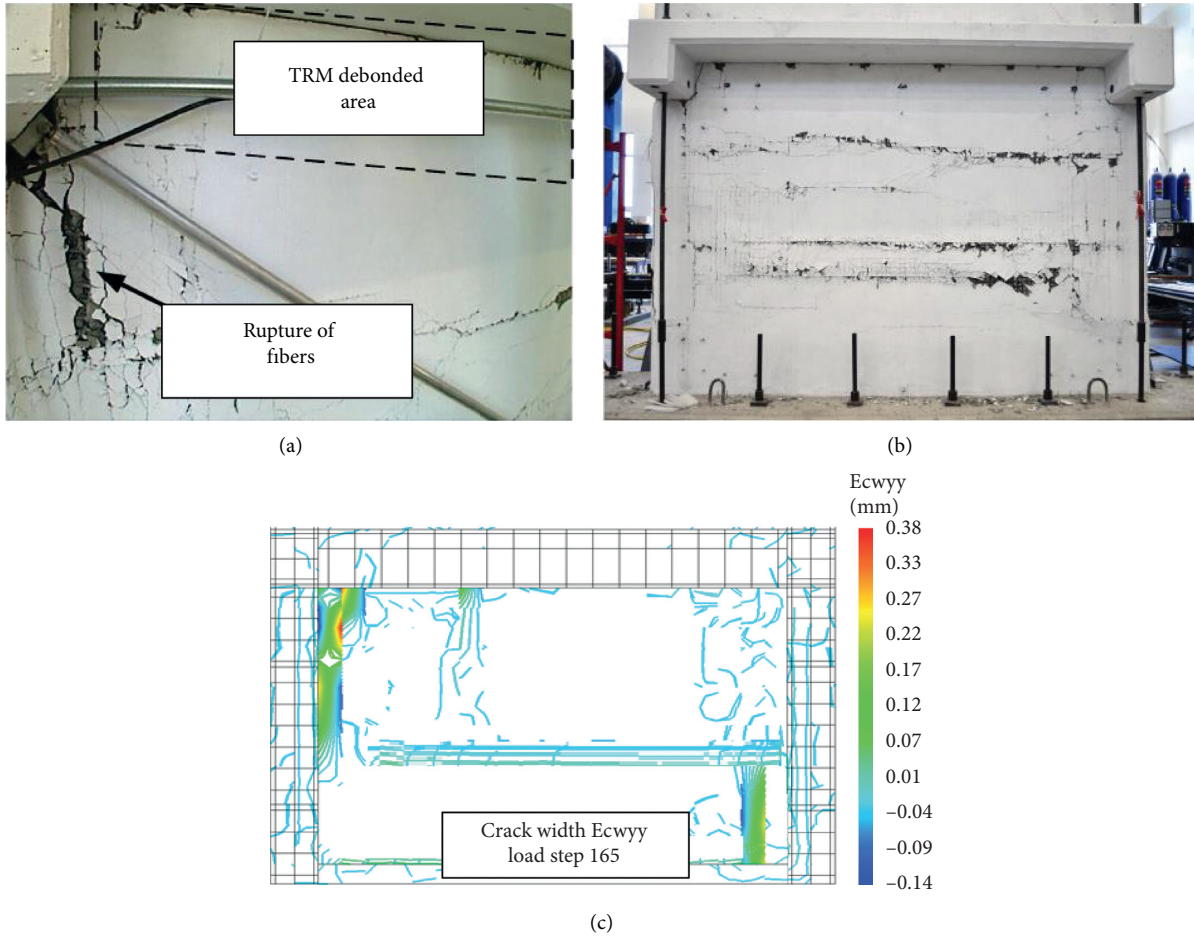 TRM debonded
area
Rupture of
fibers
(a)
(b)
Ecwyy
(mm)
0.38
0.33
0.27
0.22
0.17
0.12
0.07
0.01
−0.04
−0.09
−0.14
Crack width Ecwyy
load step 165
(c)